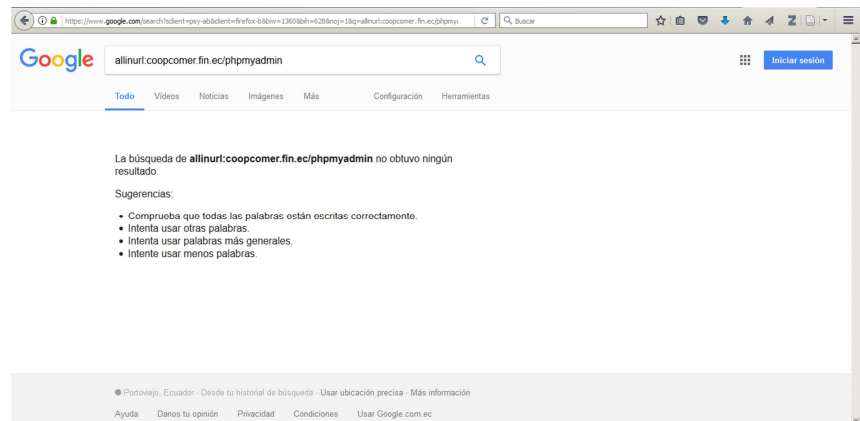 https://www.google.com/search?sclient=psy-ab&client=firefox-b&biw=1360&bih=628&noj=1&q=allinurl:coopcomer.fin.ec/phpmy
Buscar
Google
allinurl:coopcomer.fin.ec/phpmyadmin
Iniciar sesión
Todo Vídeos Noticias Imágenes Más Configuración Herramientas
La búsqueda de allinurl:coopcomer.fin.ec/phpmyadmin no obtuvo ningún
resultado.
Sugerencias:
• Comprueba que todas las palabras están escritas correctamente.
• Intenta usar otras palabras.
• Intenta usar palabras más generales.
• Intente usar menos palabras.
Portoviejo, Ecuador - Desde tu historial de búsqueda - Usar ubicación precisa - Más información
Ayuda Danos tu opinión Privacidad Condiciones Usar Google.com.ec